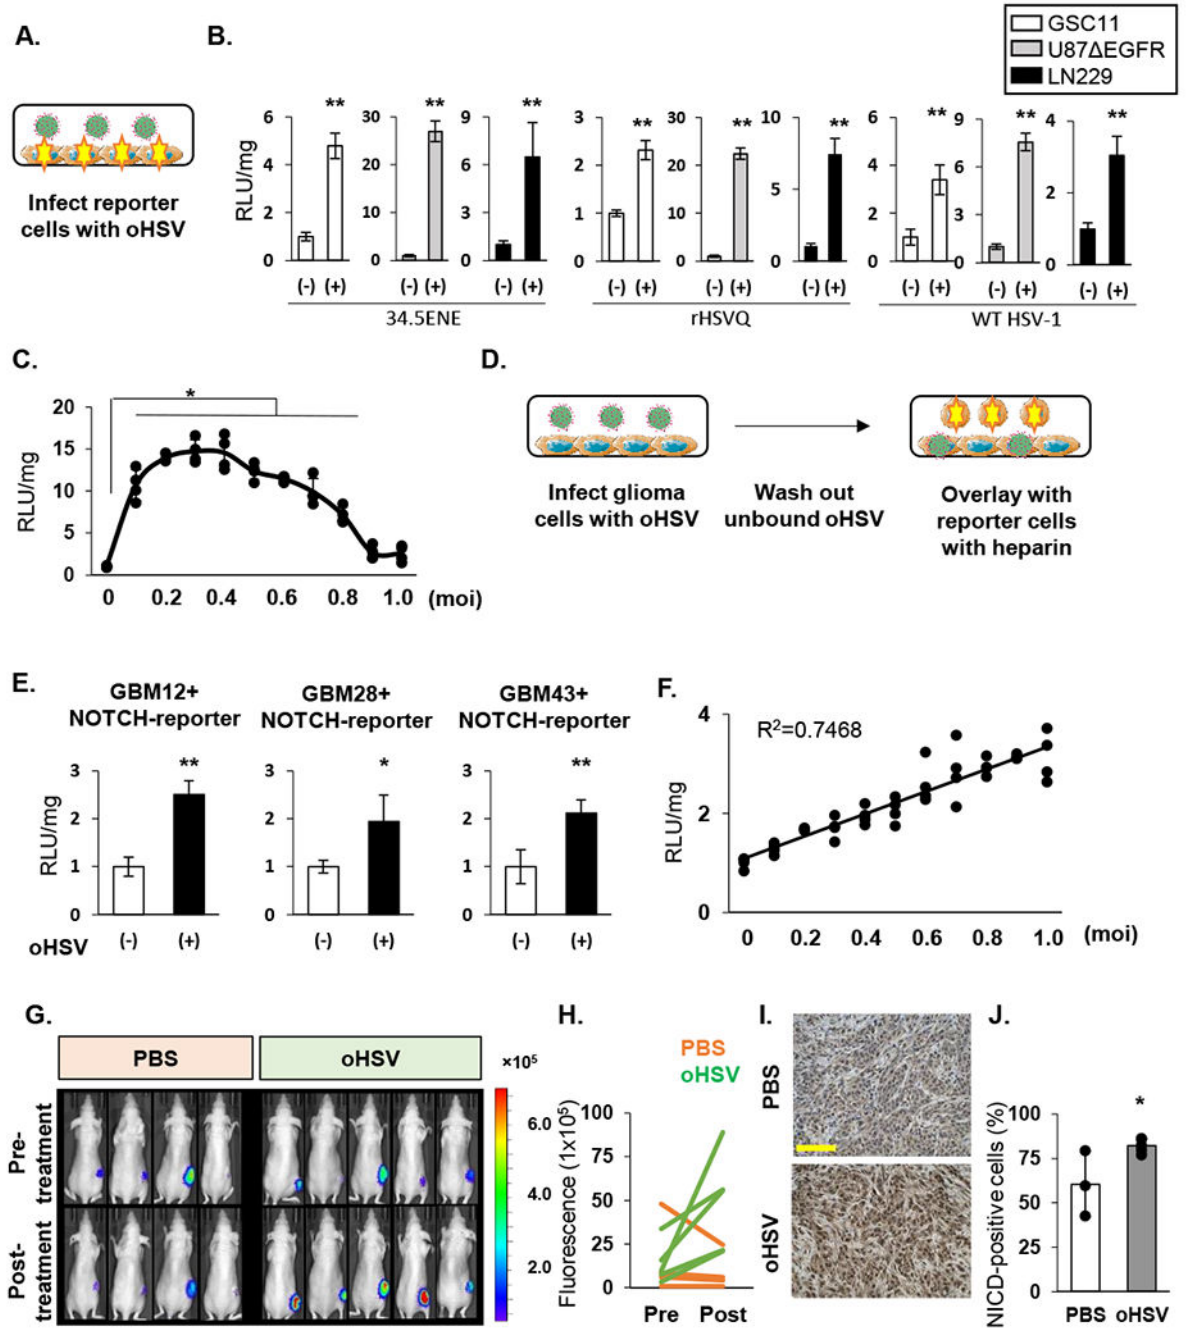 A.
B.
GSC11
U87ΔEGFR
LN229
Infect reporter
cells with oHSV
RLU/mg
6
4
2
0
**
30
20
10
0
**
9
6
3
0
**
3
2
1
0
**
30
20
10
0
**
10
5
0
**
6
4
2
0
**
9
6
3
0
**
4
2
0
**
(-) (+) (-) (+) (-) (+) (-) (+) (-) (+) (-) (+) (-) (+) (-) (+) (-) (+)
34.5ENE
rHSVQ
WT HSV-1
C.
*
RLU/mg
20
15
10
5
0
0 0.2 0.4 0.6 0.8 1.0 (moi)
D.
Infect glioma
cells with oHSV
Wash out
unbound oHSV
Overlay with
reporter cells
with heparin
E.
GBM12+
NOTCH-reporter
GBM28+
NOTCH-reporter
GBM43+
NOTCH-reporter
RLU/mg
3
2
1
0
**
3
2
1
0
*
3
2
1
0
**
oHSV (-) (+) (-) (+) (-) (+)
F.
R²=0.7468
RLU/mg
4
2
0
0 0.2 0.4 0.6 0.8 1.0 (moi)
G.
PBS
oHSV
×10⁵
6.0
4.0
2.0
Pre-
treatment
Post-
treatment
H.
PBS
oHSV
Fluorescence (1x10⁵)
100
75
50
25
0
Pre Post
I.
PBS
oHSV
J.
NICD-positive cells (%)
100
75
50
25
0
*
PBS oHSV